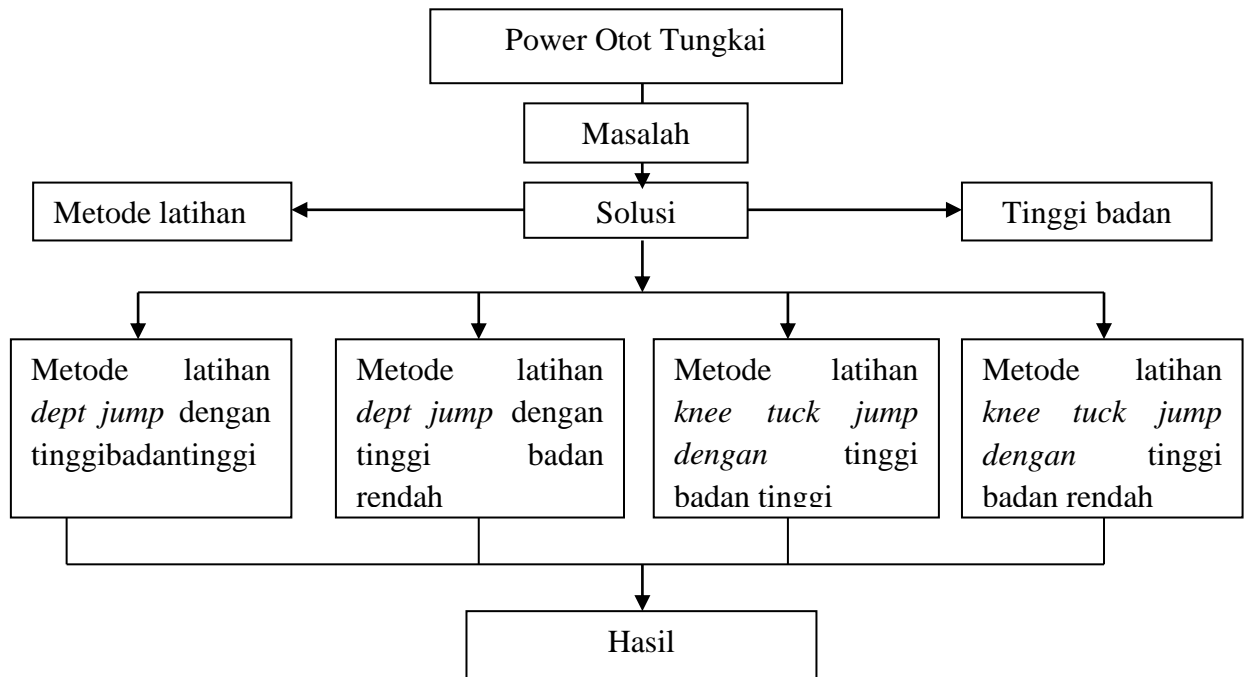 Power Otot Tungkai
Masalah
Metode latihan
Solusi
Tinggi badan
Metode latihan
dept jump dengan
tinggibadantinggi
Metode latihan
dept jump dengan
tinggi badan
rendah
Metode latihan
knee tuck jump
dengan tinggi
badan tinggi
Metode latihan
knee tuck jump
dengan tinggi
badan rendah
Hasil